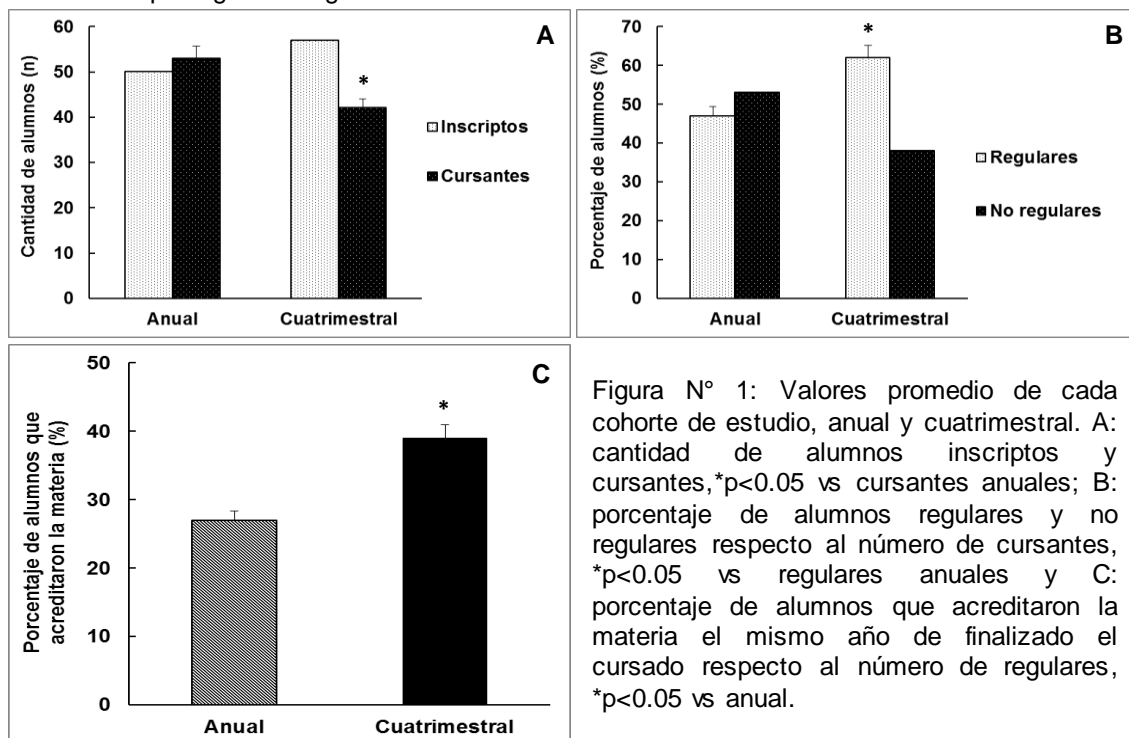 60
50
40
30
20
10
0
Cantidad de alumnos (n)
A
*
Inscriptos
Cursantes
Anual
Cuatrimestral
70
60
50
40
30
20
10
0
Porcentaje de alumnos (%)
B
*
Regulares
No regulares
Anual
Cuatrimestral
50
40
30
20
10
0
Porcentaje de alumnos que
acreditaron la materia (%)
C
*
Anual
Cuatrimestral
Figura N° 1: Valores promedio de cada
cohorte de estudio, anual y cuatrimestral. A:
cantidad de alumnos inscriptos y
cursantes,*p<0.05 vs cursantes anuales; B:
porcentaje de alumnos regulares y no
regulares respecto al número de cursantes,
*p<0.05 vs regulares anuales y C:
porcentaje de alumnos que acreditaron la
materia el mismo año de finalizado el
cursado respecto al número de regulares,
*p<0.05 vs anual.